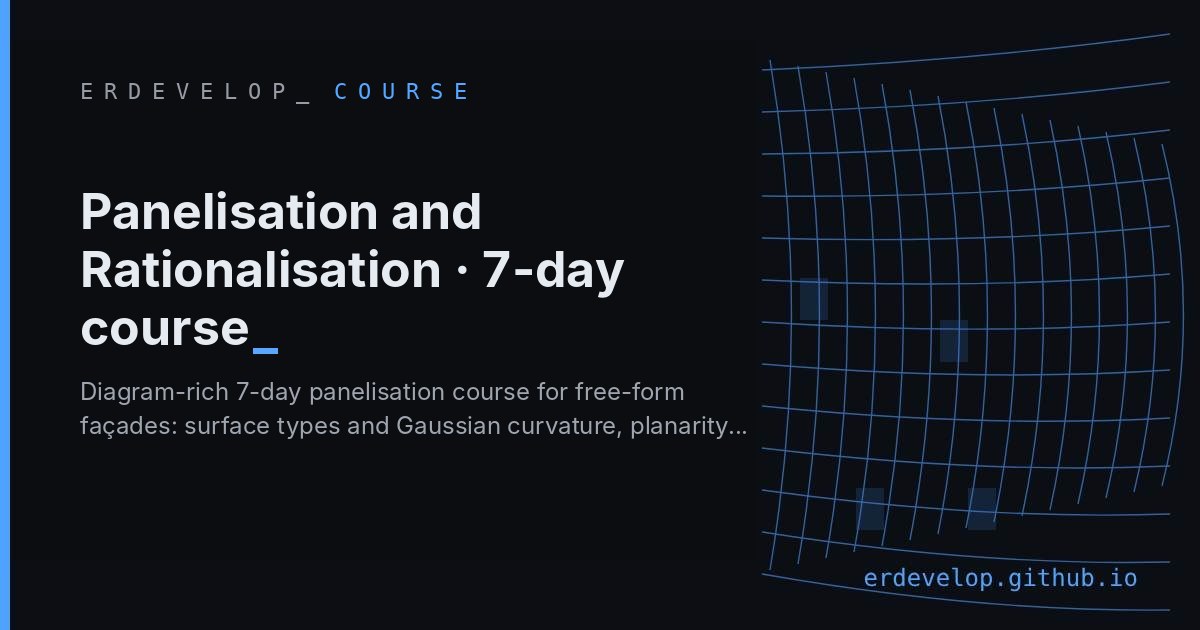 ERDEVELOP_ COURSE
Panelisation and
Rationalisation · 7-day
course_
Diagram-rich 7-day panelisation course for free-form
façades: surface types and Gaussian curvature, planarity…
erdevelop.github.io